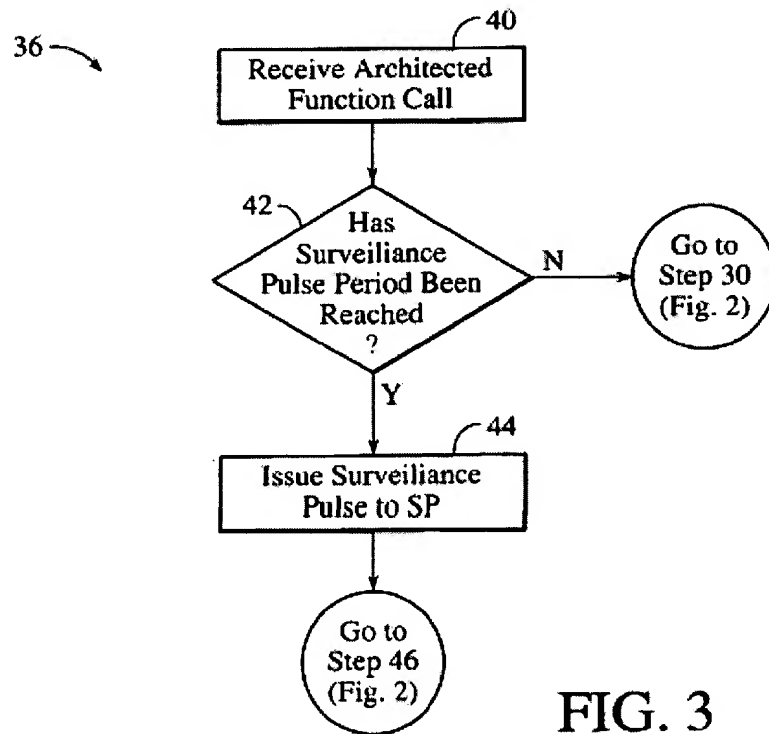 36
40
Receive Architected
Function Call
42
Has
Surveiliance
Pulse Period Been
Reached
?
N
Go to
Step 30
(Fig. 2)
Y
44
Issue Surveiliance
Pulse to SP
Go to
Step 46
(Fig. 2)
FIG. 3